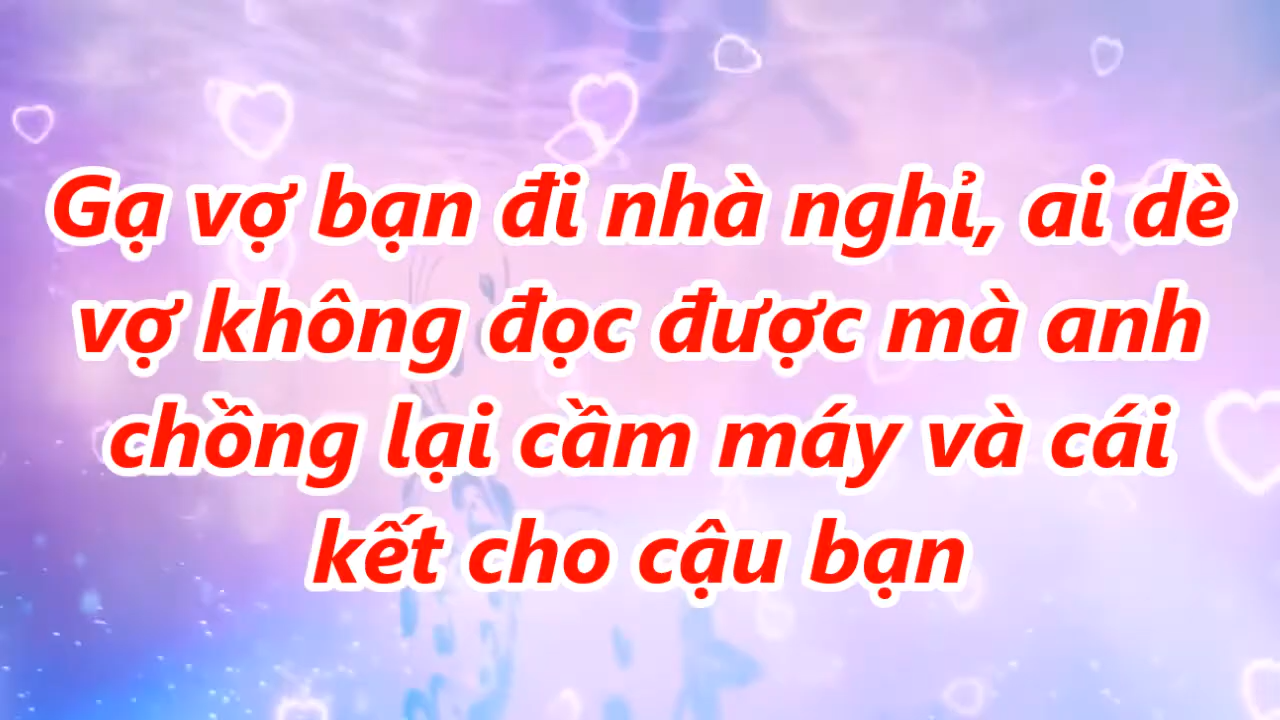 Gạ vợ bạn đi nhà nghỉ, ai dè
vợ không đọc được mà anh
chồng lại cầm máy và cái
kết cho cậu bạn